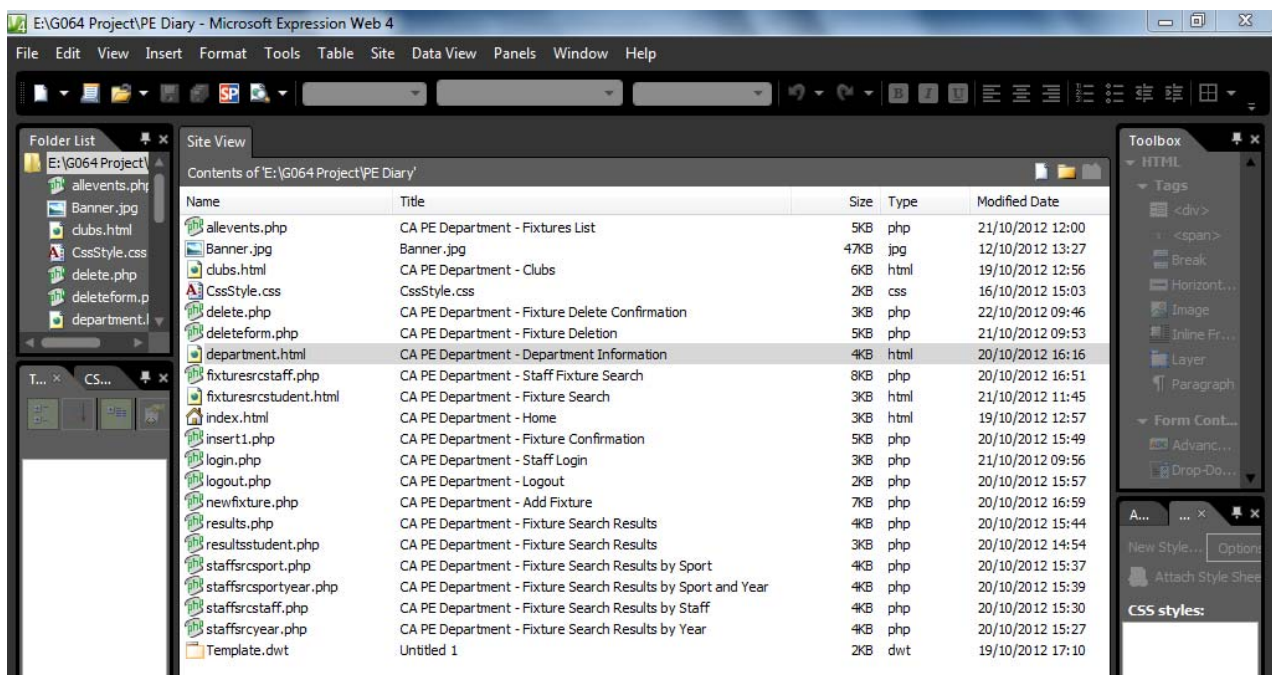 E:\G064 Project\PE Diary - Microsoft Expression Web 4
File Edit View Insert Format Tools Table Site Data View Panels Window Help
SP B I U
Folder List
E:\G064 Project\
allevents.php
Banner.jpg
clubs.html
CssStyle.css
delete.php
deleteform.p
department.
T... CS...
Site View
Contents of 'E:\G064 Project\PE Diary'
Name Title Size Type Modified Date
allevents.php CA PE Department - Fixtures List 5KB php 21/10/2012 12:00
Banner.jpg Banner.jpg 47KB jpg 12/10/2012 13:27
clubs.html CA PE Department - Clubs 6KB html 19/10/2012 12:56
CssStyle.css CssStyle.css 2KB css 16/10/2012 15:03
delete.php CA PE Department - Fixture Delete Confirmation 3KB php 22/10/2012 09:46
deleteform.php CA PE Department - Fixture Deletion 5KB php 21/10/2012 09:53
department.html CA PE Department - Department Information 4KB html 20/10/2012 16:16
fixturesrcstaff.php CA PE Department - Staff Fixture Search 8KB php 20/10/2012 16:51
fixturesrcstudent.html CA PE Department - Fixture Search 3KB html 21/10/2012 11:45
index.html CA PE Department - Home 3KB html 19/10/2012 12:57
insert1.php CA PE Department - Fixture Confirmation 5KB php 20/10/2012 15:49
login.php CA PE Department - Staff Login 3KB php 21/10/2012 09:56
logout.php CA PE Department - Logout 2KB php 20/10/2012 15:57
newfixture.php CA PE Department - Add Fixture 7KB php 20/10/2012 16:59
results.php CA PE Department - Fixture Search Results 4KB php 20/10/2012 15:44
resultsstudent.php CA PE Department - Fixture Search Results 3KB php 20/10/2012 14:54
staffsrcsport.php CA PE Department - Fixture Search Results by Sport 4KB php 20/10/2012 15:37
staffsrcsportyear.php CA PE Department - Fixture Search Results by Sport and Year 4KB php 20/10/2012 15:39
staffsrcstaff.php CA PE Department - Fixture Search Results by Staff 4KB php 20/10/2012 15:30
staffsrcyear.php CA PE Department - Fixture Search Results by Year 4KB php 20/10/2012 15:27
Template.dwt Untitled 1 2KB dwt 19/10/2012 17:10
Toolbox
HTML
Tags
<div>
<span>
Break
Horizont...
Image
Inline Fr...
Layer
Paragraph
Form Cont...
Advanc...
Drop-Do...
A... ...
New Style... Options
Attach Style Shee
CSS styles: